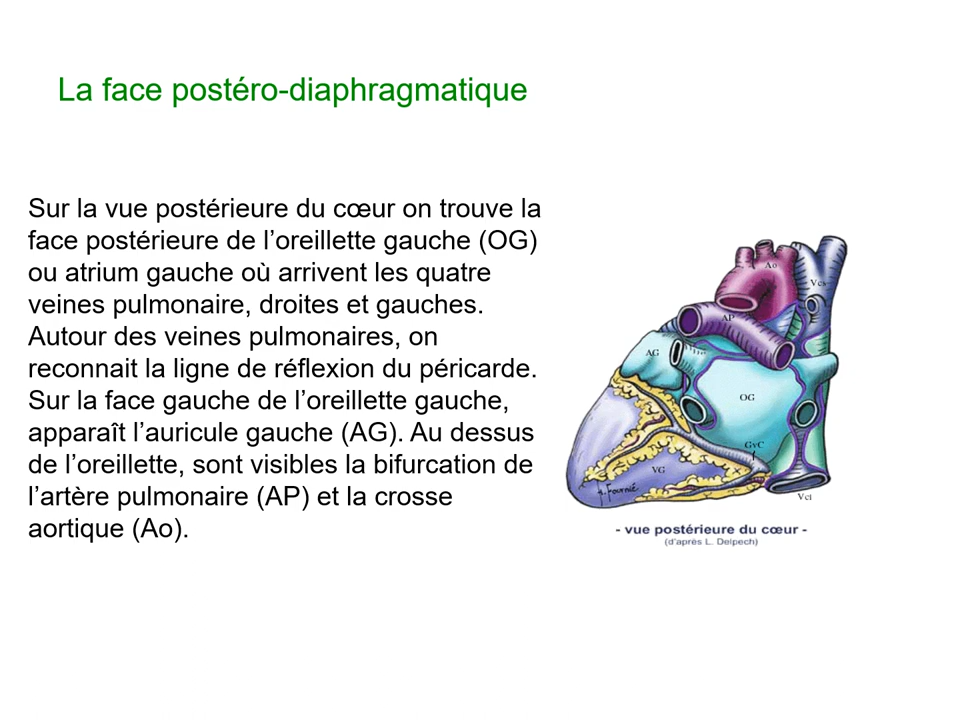 La face postéro-diaphragmatique
Sur la vue postérieure du cœur on trouve la
face postérieure de l’oreillette gauche (OG)
ou atrium gauche où arrivent les quatre
veines pulmonaire, droites et gauches.
Autour des veines pulmonaires, on
reconnait la ligne de réflexion du péricarde.
Sur la face gauche de l’oreillette gauche,
apparaît l’auricule gauche (AG). Au dessus
de l’oreillette, sont visibles la bifurcation de
l’artère pulmonaire (AP) et la crosse
aortique (Ao).
Ao
Vcs
AP
AG
OG
GvC
VG
Vci
- vue postérieure du cœur -
(d’après L. Delpech)